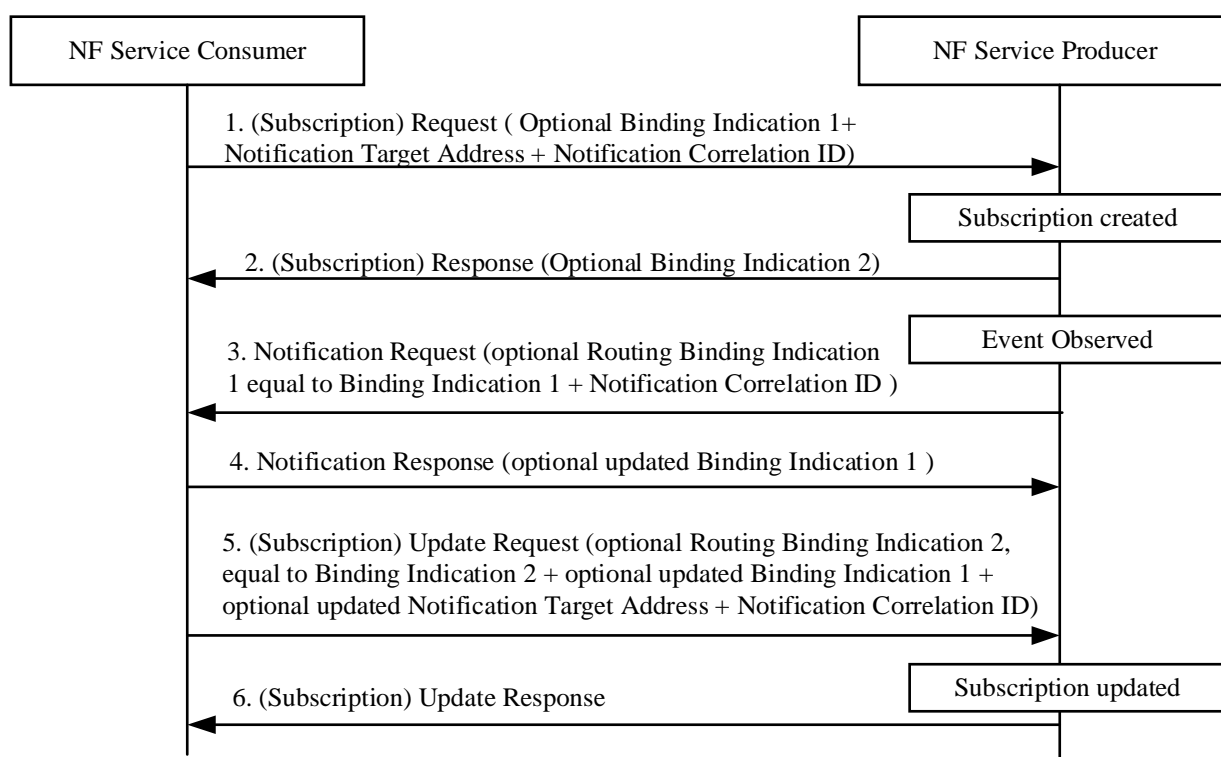 NF Service Consumer
NF Service Producer
1. (Subscription) Request ( Optional Binding Indication 1+
Notification Target Address + Notification Correlation ID)
Subscription created
2. (Subscription) Response (Optional Binding Indication 2)
Event Observed
3. Notification Request (optional Routing Binding Indication
1 equal to Binding Indication 1 + Notification Correlation ID )
4. Notification Response (optional updated Binding Indication 1 )
5. (Subscription) Update Request (optional Routing Binding Indication 2,
equal to Binding Indication 2 + optional updated Binding Indication 1 +
optional updated Notification Target Address + Notification Correlation ID)
Subscription updated
6. (Subscription) Update Response